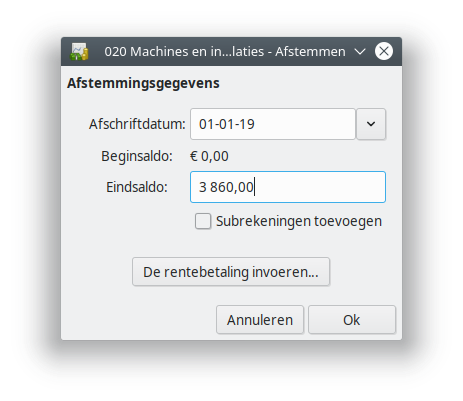 020 Machines en in...laties - Afstemmen
Afstemmingsgegevens
Afschriftdatum: 01-01-19
Beginsaldo: € 0,00
Eindsaldo: 3 860,00
Subrekeningen toevoegen
De rentebetaling invoeren...
Annuleren Ok